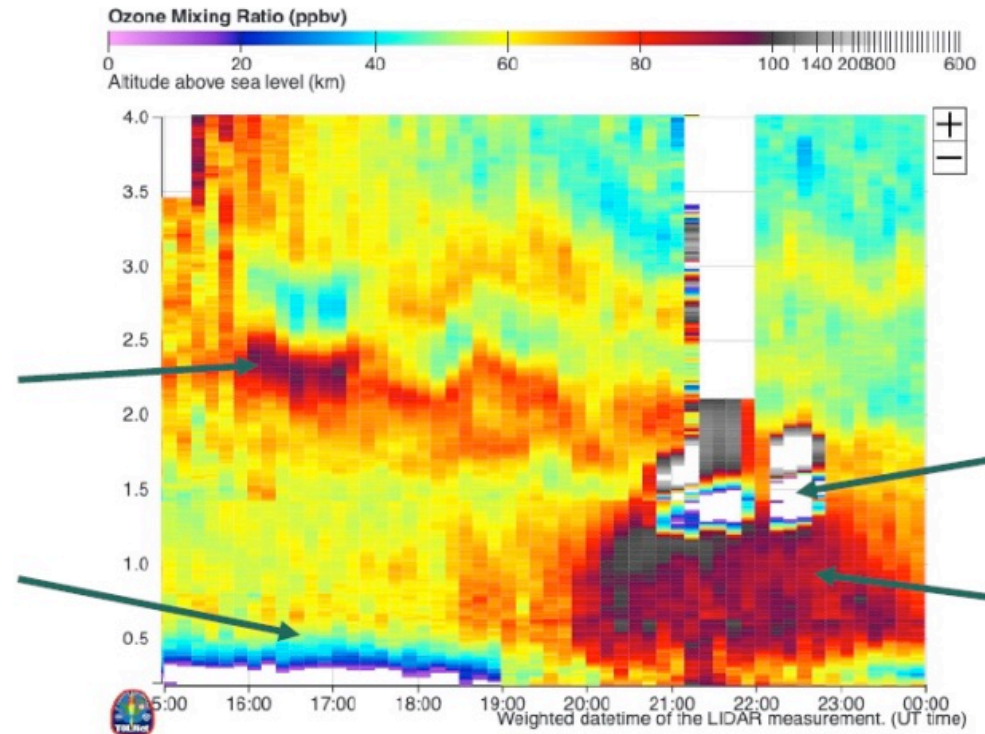 Ozone Mixing Ratio (ppbv)
0 20 40 60 80 100 140 200 300 600
Altitude above sea level (km)
4.0
+
−
3.5
3.0
2.5
2.0
1.5
1.0
0.5
5:00 16:00 17:00 18:00 19:00 20:00 21:00 22:00 23:00 00:00
Weighted datetime of the LIDAR measurement. (UT time)
TOLNet